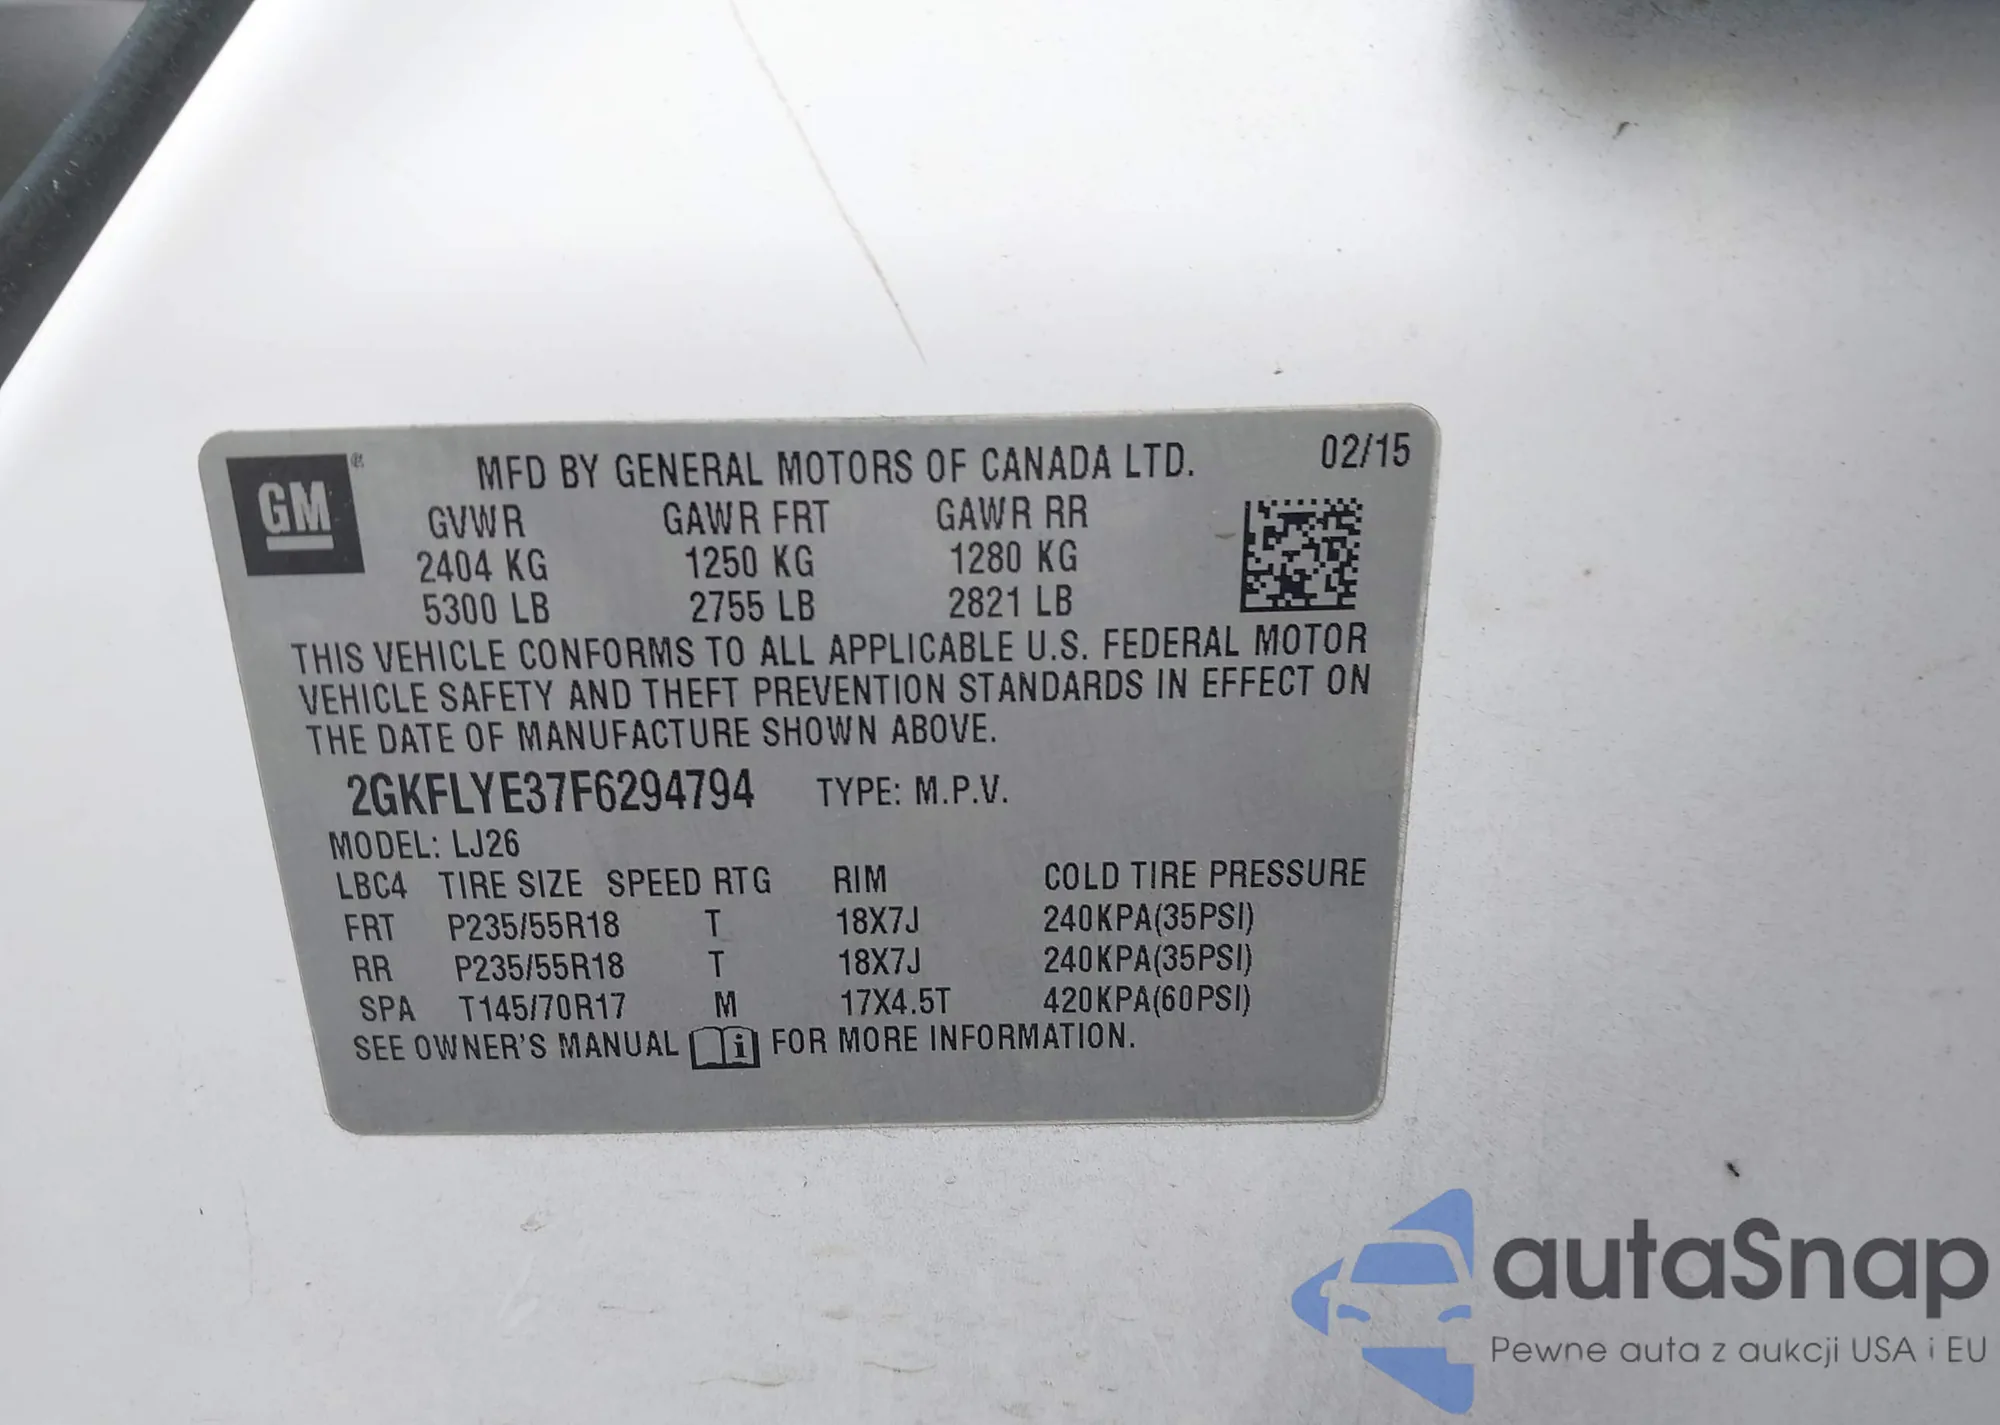 GM
MFD BY GENERAL MOTORS OF CANADA LTD. 02/15
GVWR GAWR FRT GAWR RR
2404 KG 1250 KG 1280 KG
5300 LB 2755 LB 2821 LB
THIS VEHICLE CONFORMS TO ALL APPLICABLE U.S. FEDERAL MOTOR
VEHICLE SAFETY AND THEFT PREVENTION STANDARDS IN EFFECT ON
THE DATE OF MANUFACTURE SHOWN ABOVE.
2GKFLYE37F6294794 TYPE: M.P.V.
MODEL: LJ26
LBC4 TIRE SIZE SPEED RTG RIM COLD TIRE PRESSURE
FRT P235/55R18 T 18X7J 240KPA(35PSI)
RR P235/55R18 T 18X7J 240KPA(35PSI)
SPA T145/70R17 M 17X4.5T 420KPA(60PSI)
SEE OWNER'S MANUAL i FOR MORE INFORMATION.
autaSnap
Pewne auta z aukcji USA i EU